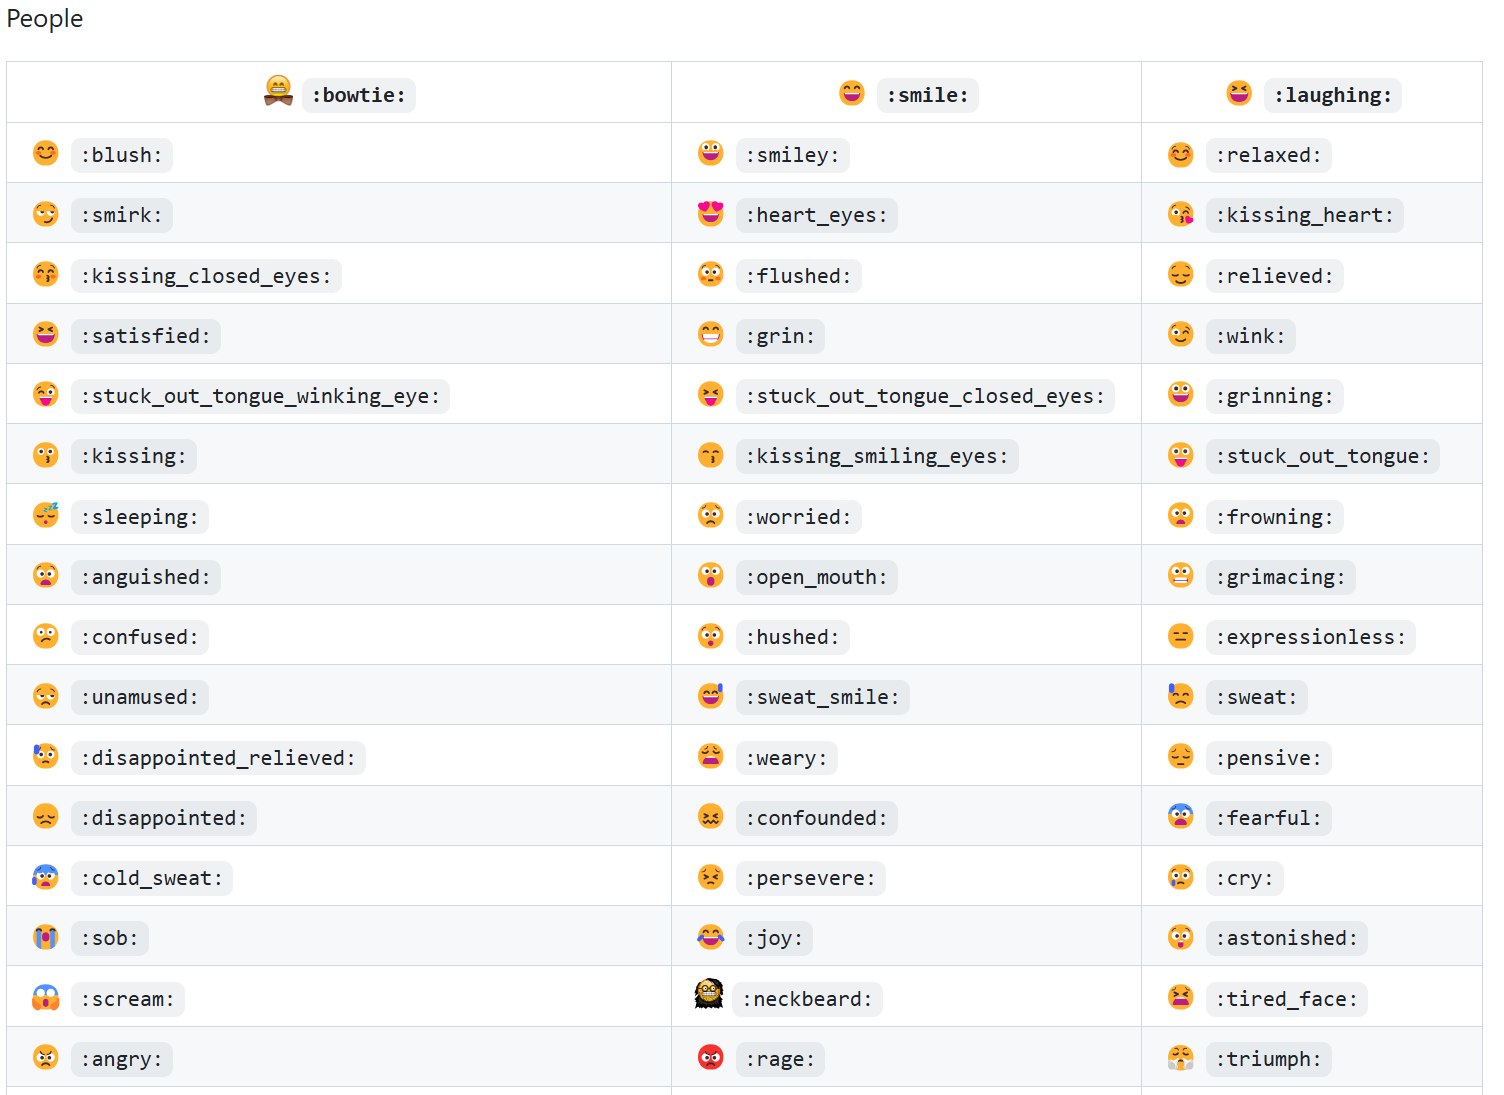 People
:bowtie: :smile: :laughing:
:blush: :smiley: :relaxed:
:smirk: :heart_eyes: :kissing_heart:
:kissing_closed_eyes: :flushed: :relieved:
:satisfied: :grin: :wink:
:stuck_out_tongue_winking_eye: :stuck_out_tongue_closed_eyes: :grinning:
:kissing: :kissing_smiling_eyes: :stuck_out_tongue:
:sleeping: :worried: :frowning:
:anguished: :open_mouth: :grimacing:
:confused: :hushed: :expressionless:
:unamused: :sweat_smile: :sweat:
:disappointed_relieved: :weary: :pensive:
:disappointed: :confounded: :fearful:
:cold_sweat: :persevere: :cry:
:sob: :joy: :astonished:
:scream: :neckbeard: :tired_face:
:angry: :rage: :triumph: